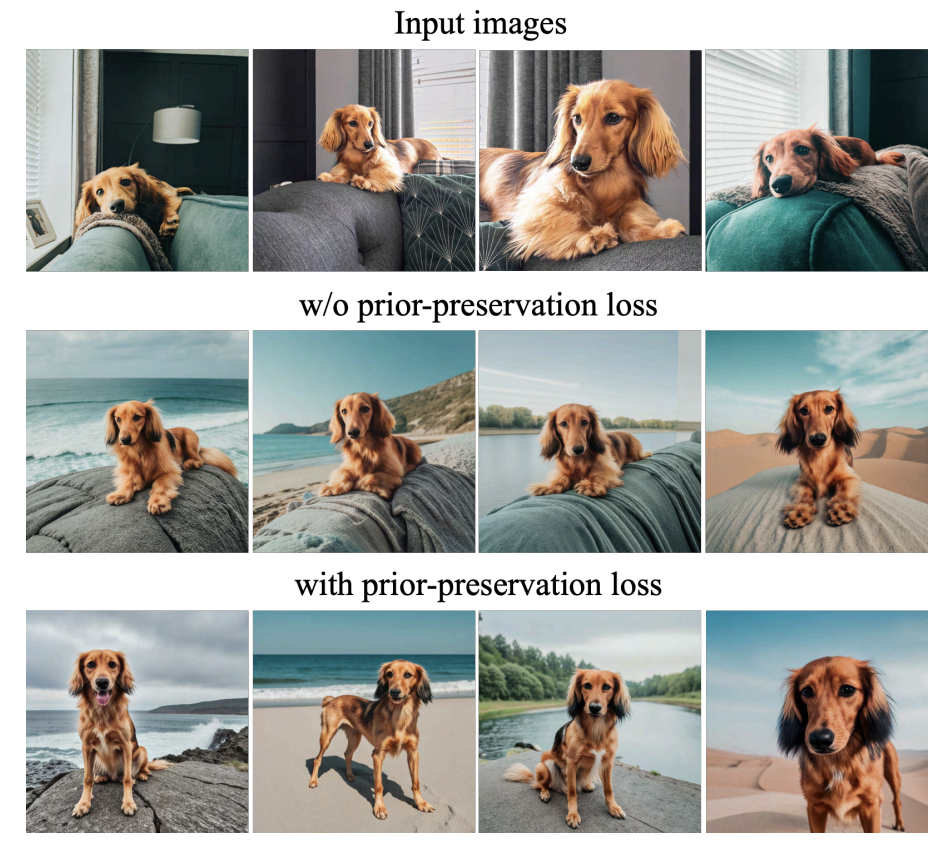 Input images
w/o prior-preservation loss
with prior-preservation loss